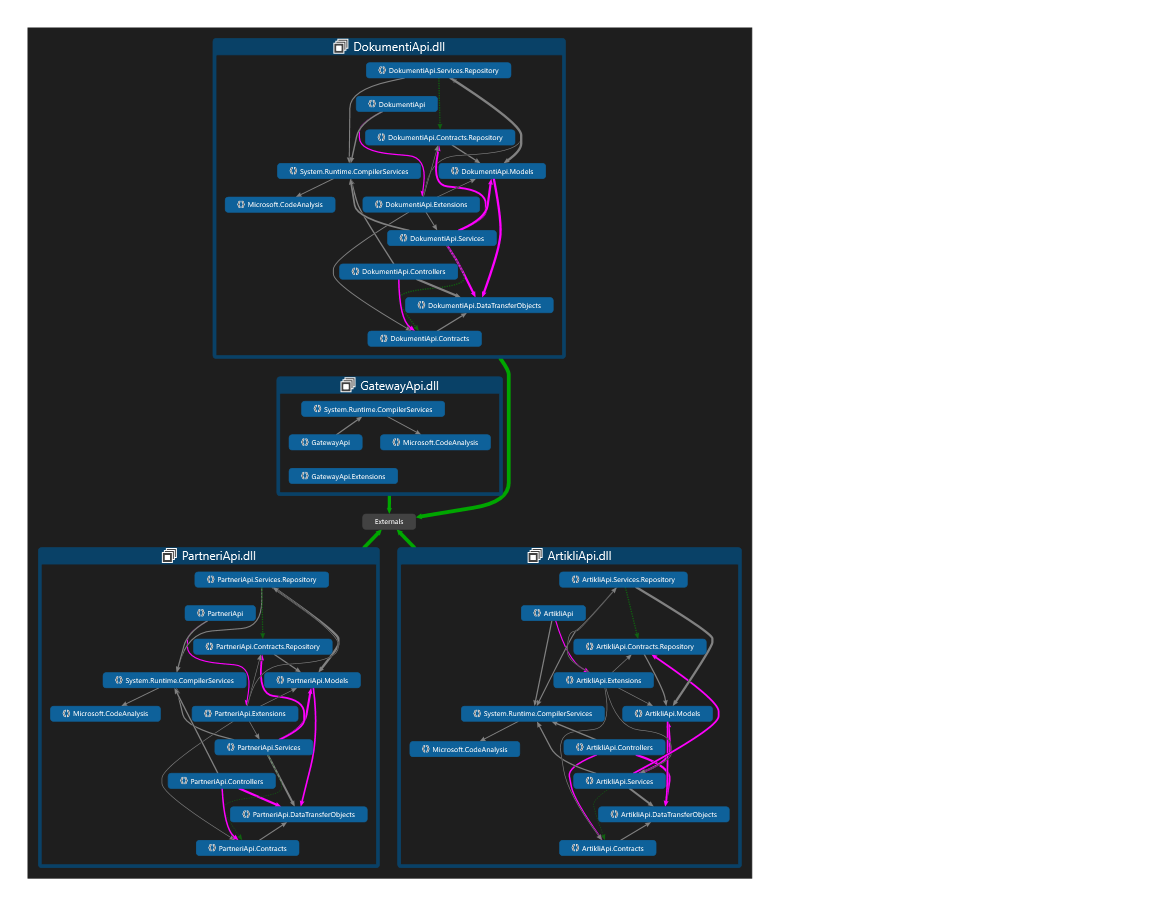 DokumentiApi.dll
DokumentiApi.Services.Repository
DokumentiApi
DokumentiApi.Contracts.Repository
System.Runtime.CompilerServices
DokumentiApi.Models
Microsoft.CodeAnalysis
DokumentiApi.Extensions
DokumentiApi.Services
DokumentiApi.Controllers
DokumentiApi.DataTransferObjects
DokumentiApi.Contracts
GatewayApi.dll
System.Runtime.CompilerServices
GatewayApi
Microsoft.CodeAnalysis
GatewayApi.Extensions
Externals
PartneriApi.dll
PartneriApi.Services.Repository
PartneriApi
PartneriApi.Contracts.Repository
System.Runtime.CompilerServices
PartneriApi.Models
Microsoft.CodeAnalysis
PartneriApi.Extensions
PartneriApi.Services
PartneriApi.Controllers
PartneriApi.DataTransferObjects
PartneriApi.Contracts
ArtikliApi.dll
ArtikliApi.Services.Repository
ArtikliApi
ArtikliApi.Contracts.Repository
ArtikliApi.Extensions
System.Runtime.CompilerServices
ArtikliApi.Models
Microsoft.CodeAnalysis
ArtikliApi.Controllers
ArtikliApi.Services
ArtikliApi.DataTransferObjects
ArtikliApi.Contracts